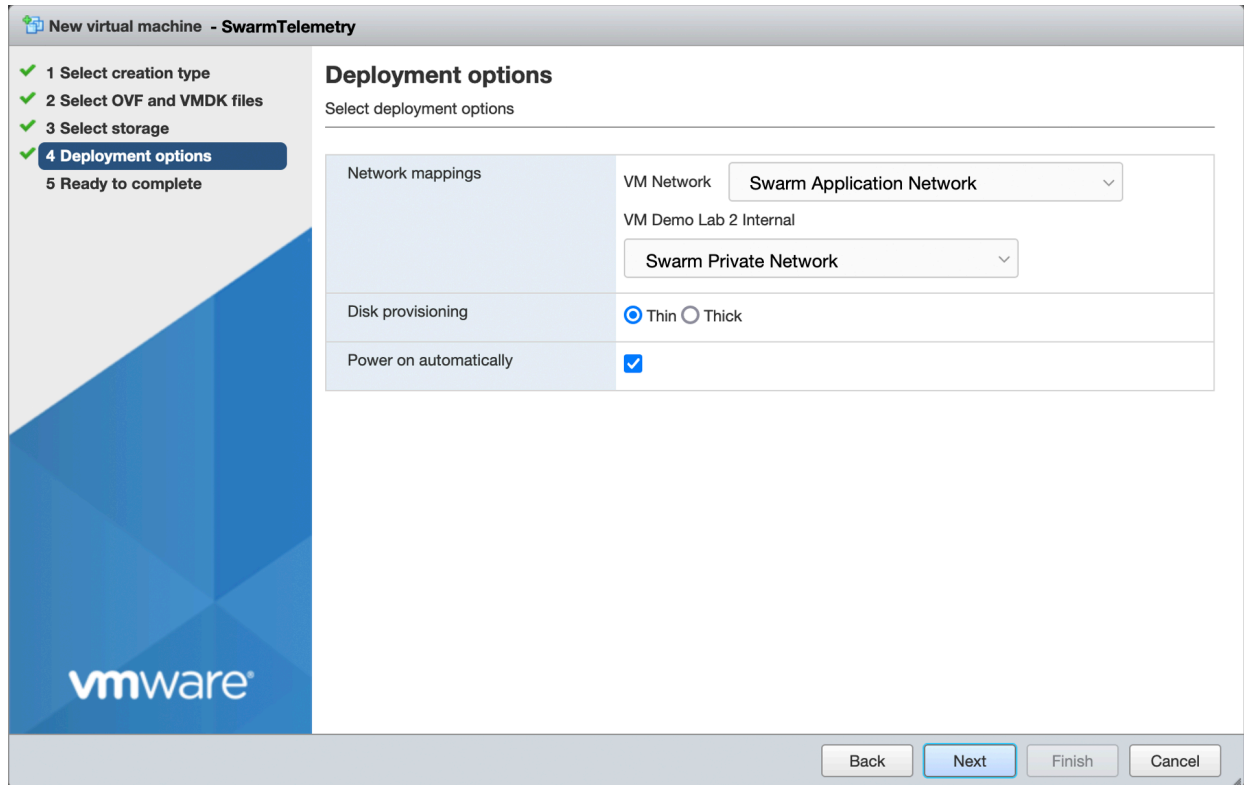 New virtual machine - SwarmTelemetry
1 Select creation type
2 Select OVF and VMDK files
3 Select storage
4 Deployment options
5 Ready to complete
vmware®
Deployment options
Select deployment options
Network mappings
VM Network Swarm Application Network
VM Demo Lab 2 Internal
Swarm Private Network
Disk provisioning
Thin Thick
Power on automatically
Back Next Finish Cancel